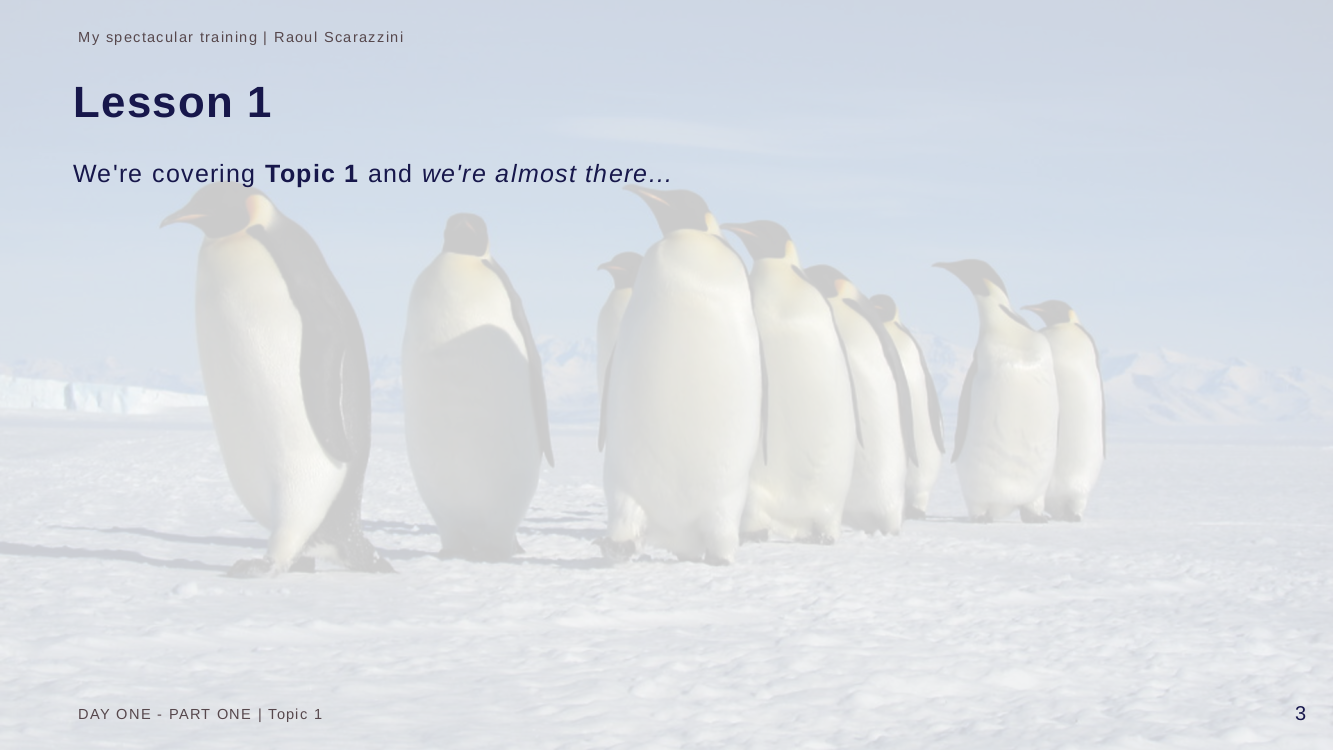 My spectacular training | Raoul Scarazzini
Lesson 1
We're covering Topic 1 and we're almost there…
DAY ONE - PART ONE | Topic 1
3